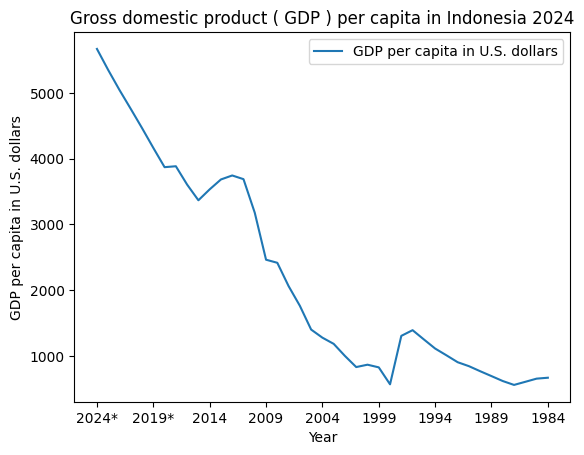 Gross domestic product ( GDP ) per capita in Indonesia 2024
GDP per capita in U.S. dollars
GDP per capita in U.S. dollars
5000
4000
3000
2000
1000
2024* 2019* 2014 2009 2004 1999 1994 1989 1984
Year